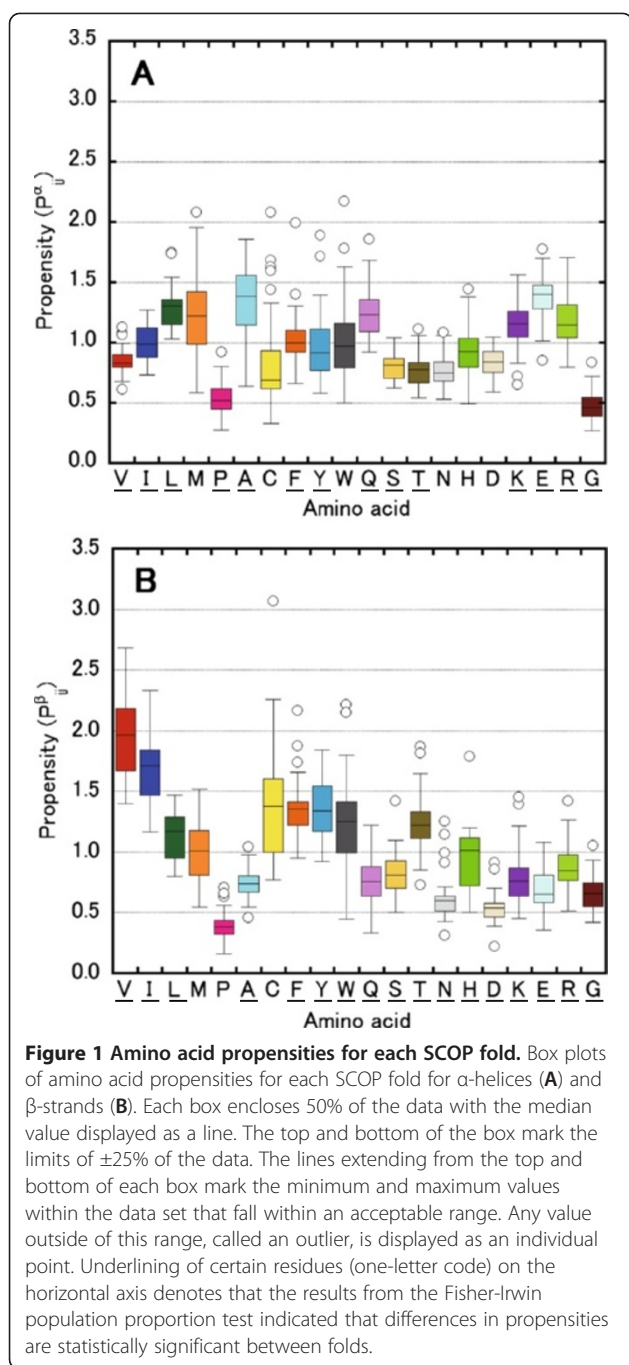 A
3.5
3.0
2.5
2.0
1.5
1.0
0.5
0.0
Propensity (P^α_ij)
V I L M P A C F Y W Q S T N H D K E R G
Amino acid
B
3.5
3.0
2.5
2.0
1.5
1.0
0.5
0.0
Propensity (P^β_ij)
V I L M P A C F Y W Q S T N H D K E R G
Amino acid
Figure 1 Amino acid propensities for each SCOP fold. Box plots
of amino acid propensities for each SCOP fold for α-helices (A) and
β-strands (B). Each box encloses 50% of the data with the median
value displayed as a line. The top and bottom of the box mark the
limits of ±25% of the data. The lines extending from the top and
bottom of each box mark the minimum and maximum values
within the data set that fall within an acceptable range. Any value
outside of this range, called an outlier, is displayed as an individual
point. Underlining of certain residues (one-letter code) on the
horizontal axis denotes that the results from the Fisher-Irwin
population proportion test indicated that differences in propensities
are statistically significant between folds.